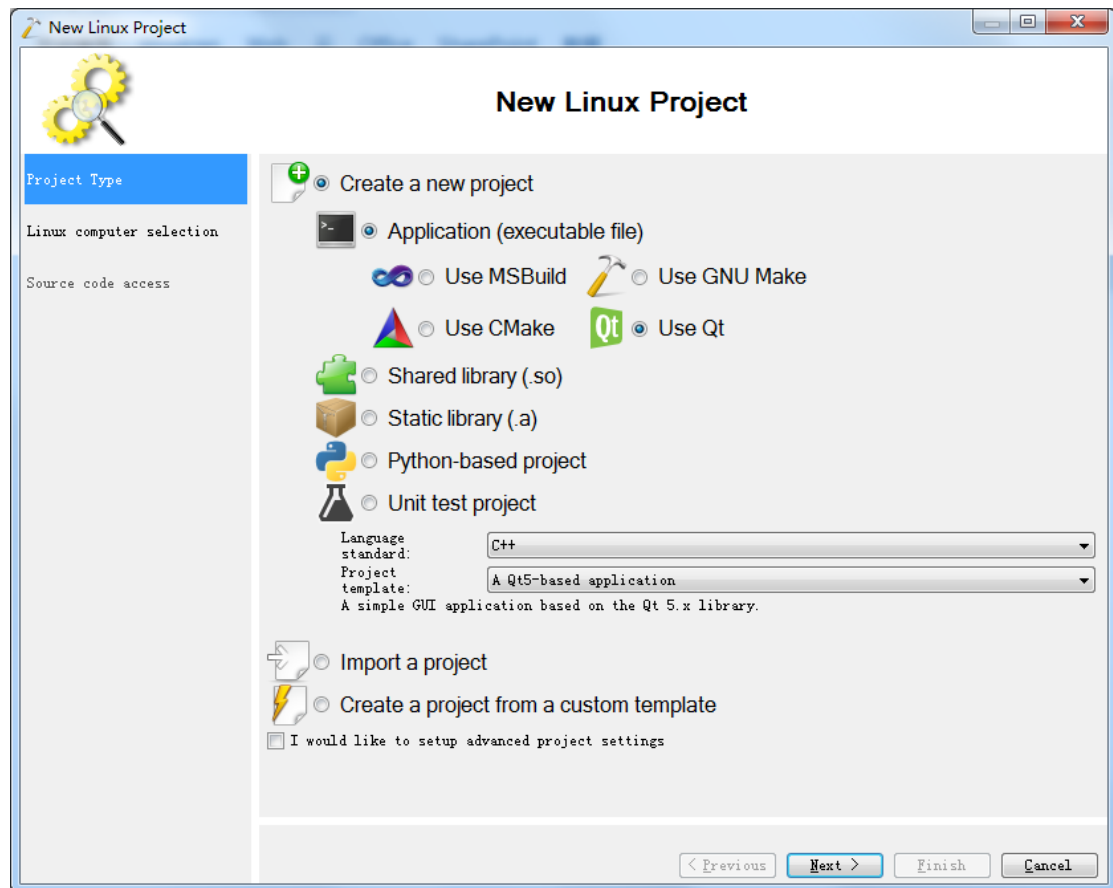 New Linux Project
New Linux Project
Project Type
Linux computer selection
Source code access
Create a new project
>_
Application (executable file)
Use MSBuild
Use GNU Make
Use CMake
Qt
Use Qt
Shared library (.so)
Static library (.a)
Python-based project
Unit test project
Language
standard:
C++
Project
template:
A Qt5-based application
A simple GUI application based on the Qt 5.x library.
Import a project
Create a project from a custom template
I would like to setup advanced project settings
< Previous
Next >
Finish
Cancel